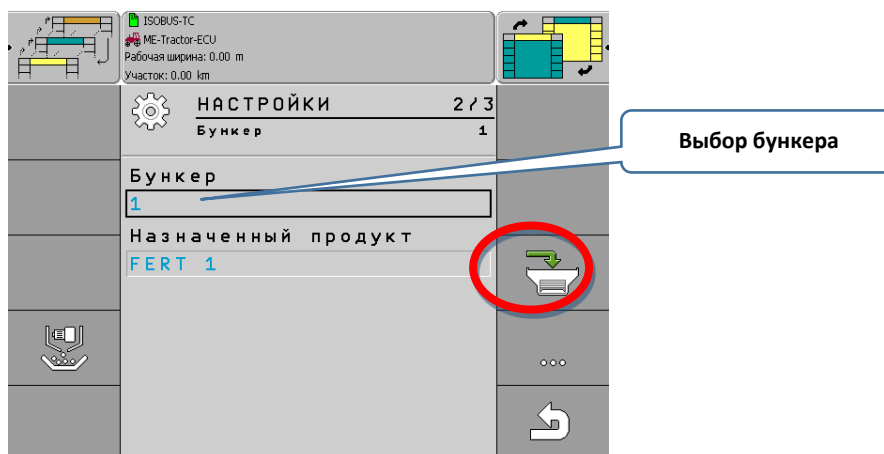 ISOBUS-TC
ME-Tractor-ECU
Рабочая ширина: 0.00 m
Участок: 0.00 km
НАСТРОЙКИ 2/3
Бункер 1
Бункер
1
Назначенный продукт
FERT 1
Выбор бункера